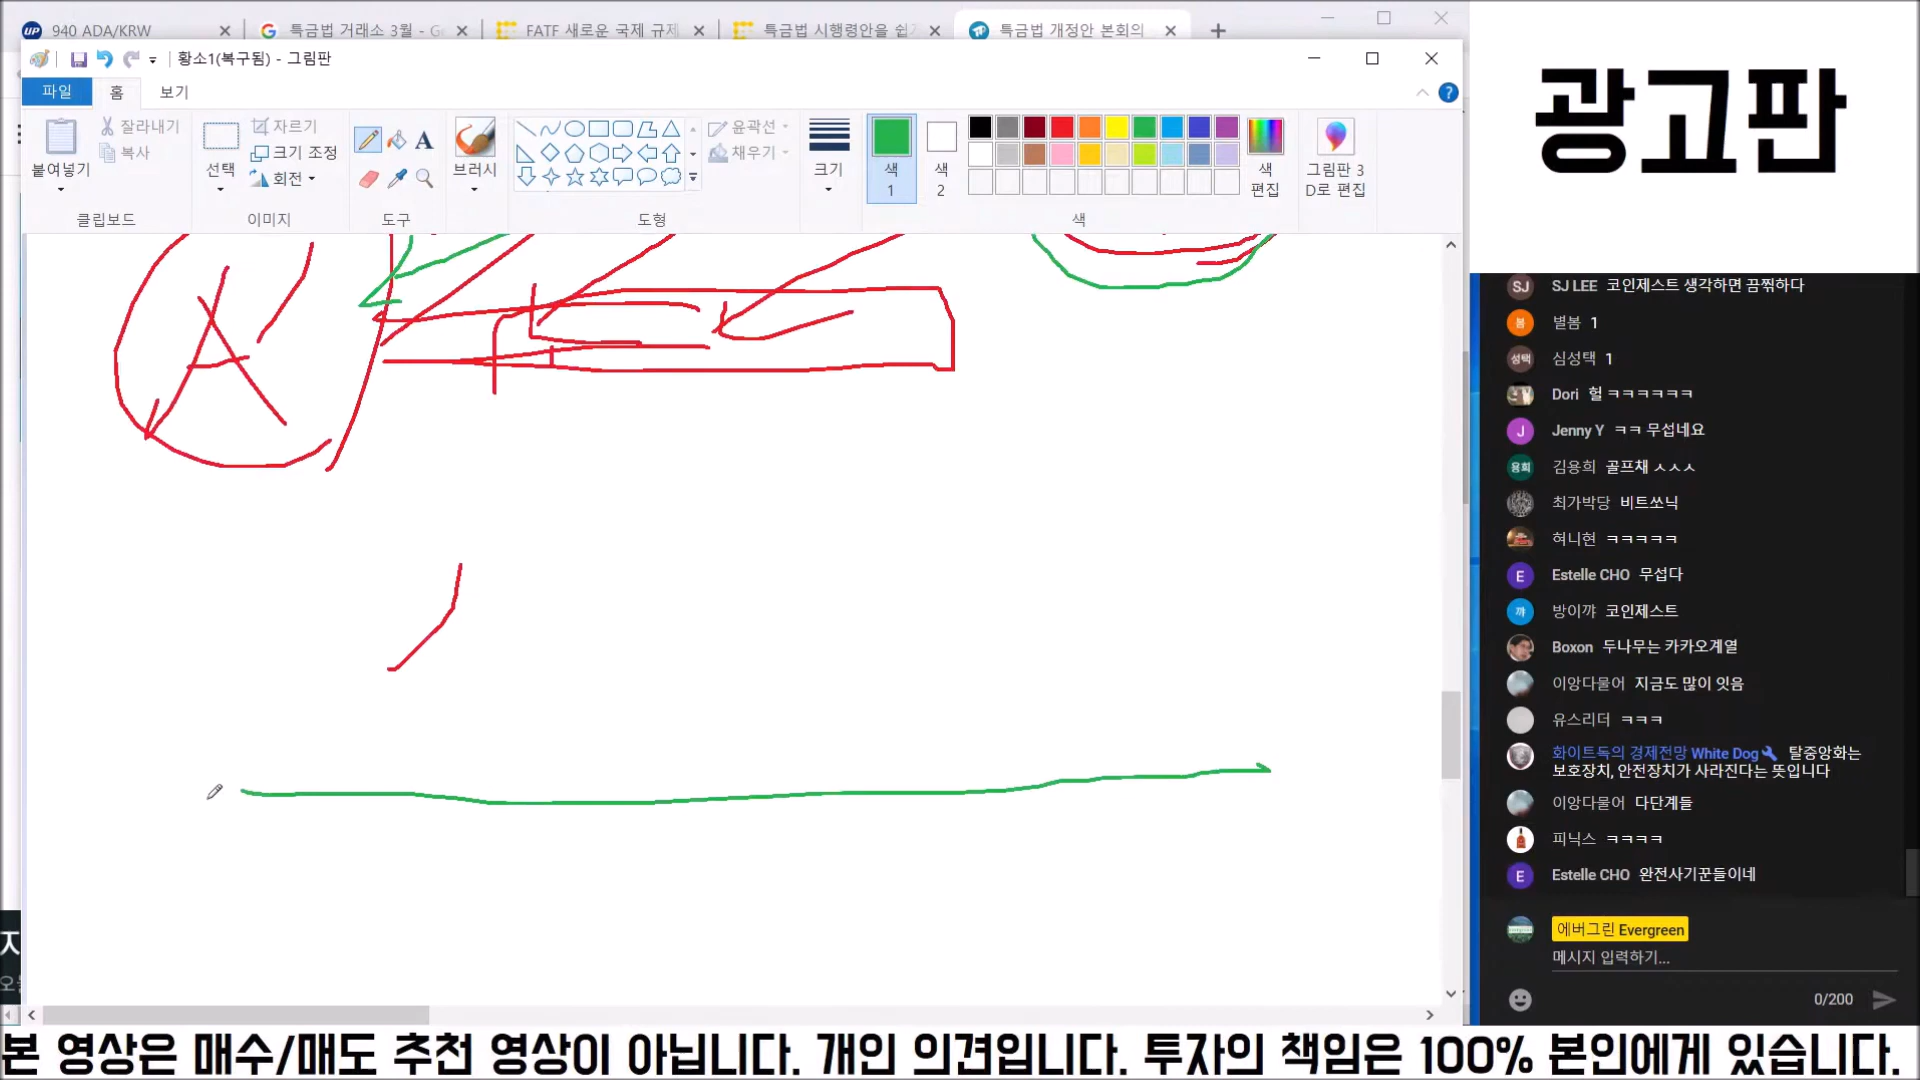 940 ADA/KRW
특금법 거래소 3월 - G
FATF 새로운 국제 규제
특금법 시행령안을 쉽
특금법 개정안 본회의
황소1(복구됨) - 그림판
파일
홈
보기
붙여넣기
잘라내기
복사
클립보드
선택
자르기
크기 조정
회전
이미지
A
도구
브러시
윤곽선
채우기
도형
크기
색
1
색
2
색
편집
그림판 3
D로 편집
색
A
광고판
SJ
SJ LEE 코인제스트 생각하면 끔찍하다
봄
별봄 1
성택
심성택 1
Dori 헐 ㅋㅋㅋㅋㅋㅋ
J
Jenny Y ㅋㅋ 무섭네요
용희
김용희 골프채 ㅅㅅㅅ
최가박당 비트쏘닉
혀니현 ㅋㅋㅋㅋㅋ
E
Estelle CHO 무섭다
꺄
방이꺄 코인제스트
Boxon 두나무는 카카오계열
이앙다물어 지금도 많이 잇음
유스리더 ㅋㅋㅋ
화이트독의 경제전망 White Dog 탈중앙화는
보호장치, 안전장치가 사라진다는 뜻입니다
이앙다물어 다단계들
피닉스 ㅋㅋㅋㅋ
E
Estelle CHO 완전사기꾼들이네
에버그린 Evergreen
메시지 입력하기...
0/200
본 영상은 매수/매도 추천 영상이 아닙니다. 개인 의견입니다. 투자의 책임은 100% 본인에게 있습니다.